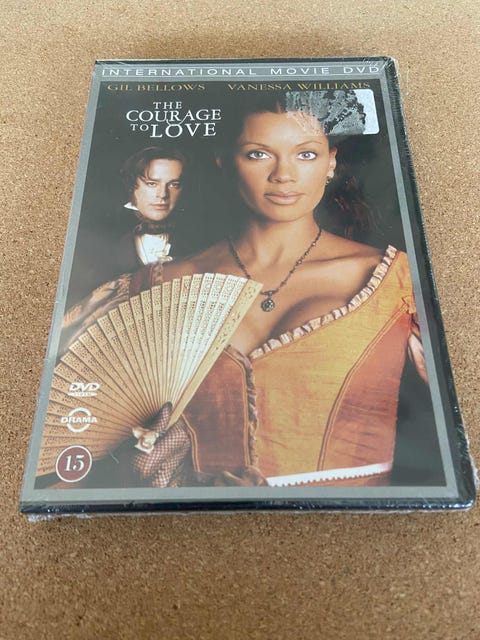 INTERNATIONAL MOVIE DVD
GIL BELLOWS VANESSA WILLIAMS
THE
COURAGE
TO LOVE
DVD
DRAMA
15